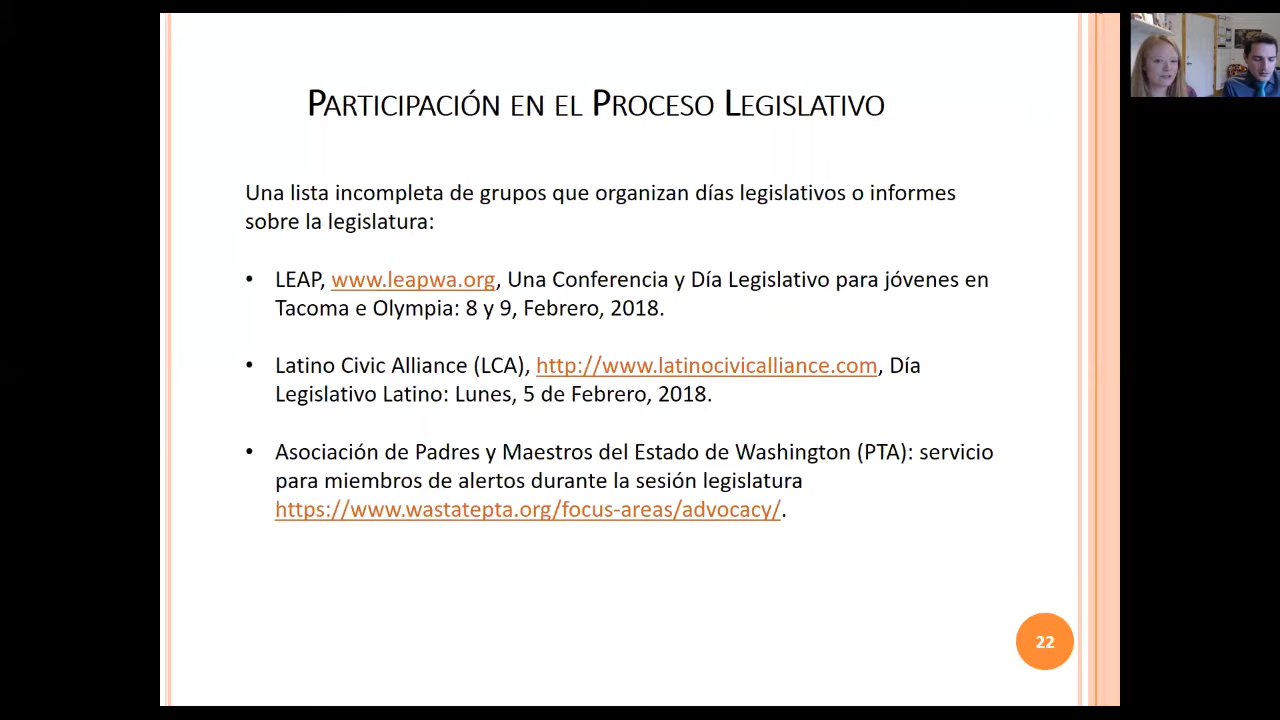 Participación en el Proceso Legislativo
Una lista incompleta de grupos que organizan días legislativos o informes
sobre la legislatura:
• LEAP, www.leapwa.org, Una Conferencia y Día Legislativo para jóvenes en
Tacoma e Olympia: 8 y 9, Febrero, 2018.
• Latino Civic Alliance (LCA), http://www.latinocivicalliance.com, Día
Legislativo Latino: Lunes, 5 de Febrero, 2018.
• Asociación de Padres y Maestros del Estado de Washington (PTA): servicio
para miembros de alertos durante la sesión legislatura
https://www.wastatepta.org/focus-areas/advocacy/.
22